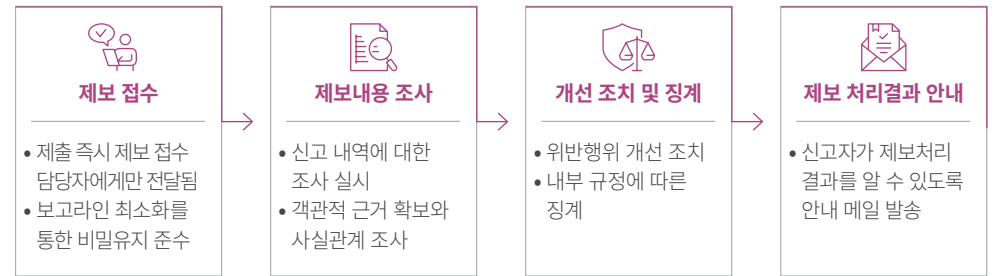 제보 접수
• 제출 즉시 제보 접수
담당자에게만 전달됨
• 보고라인 최소화를
통한 비밀유지 준수
제보내용 조사
• 신고 내역에 대한
조사 실시
• 객관적 근거 확보와
사실관계 조사
개선 조치 및 징계
• 위반행위 개선 조치
• 내부 규정에 따른
징계
제보 처리결과 안내
• 신고자가 제보처리
결과를 알 수 있도록
안내 메일 발송